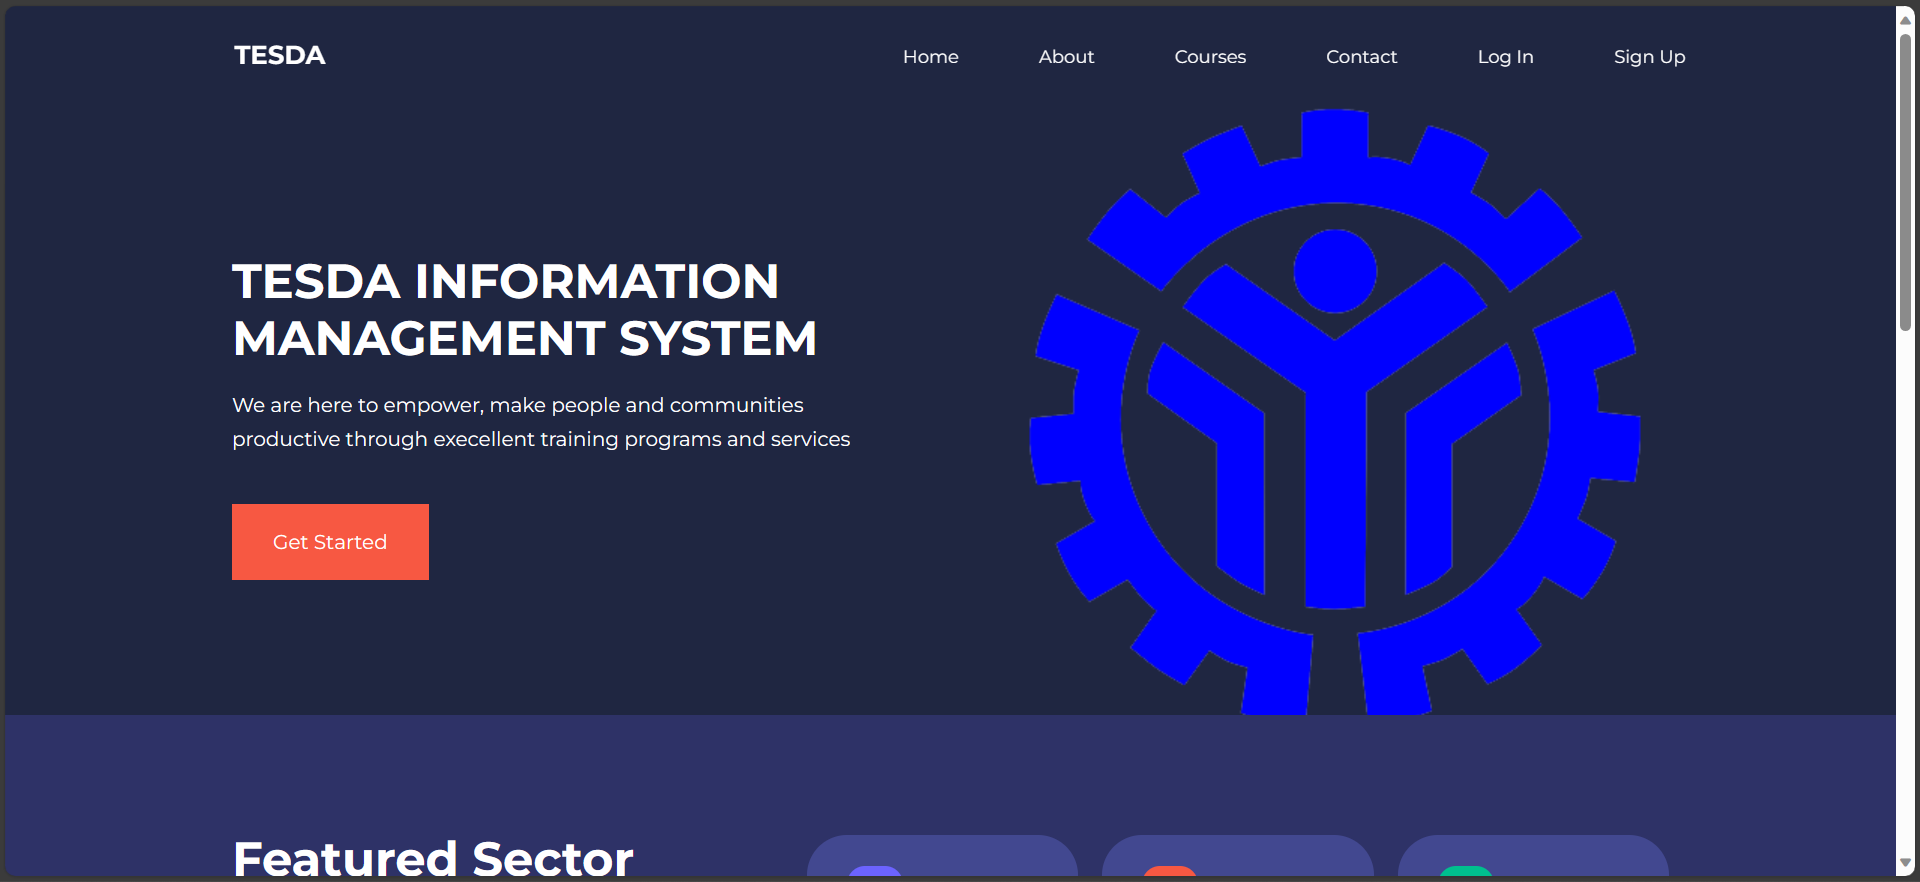 TESDA
Home About Courses Contact Log In Sign Up
TESDA INFORMATION
MANAGEMENT SYSTEM
We are here to empower, make people and communities
productive through execellent training programs and services
Get Started
Featured Sector